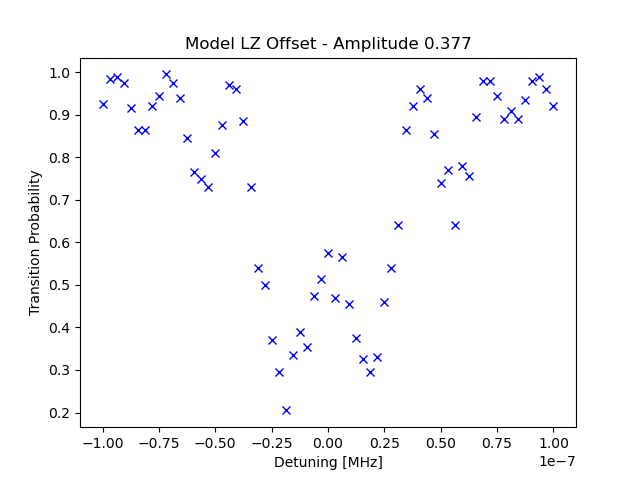 Model LZ Offset - Amplitude 0.377
Transition Probability
1.0
0.9
0.8
0.7
0.6
0.5
0.4
0.3
0.2
−1.00 −0.75 −0.50 −0.25 0.00 0.25 0.50 0.75 1.00
1e−7
Detuning [MHz]